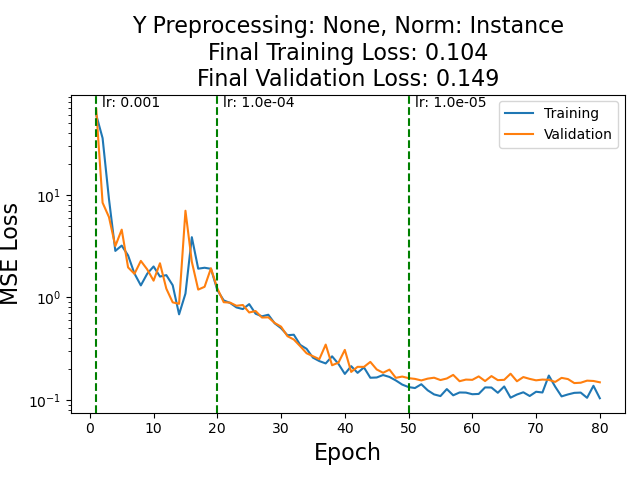 Y Preprocessing: None, Norm: Instance
Final Training Loss: 0.104
Final Validation Loss: 0.149
lr: 0.001
lr: 1.0e-04
lr: 1.0e-05
Training
Validation
MSE Loss
10¹
10⁰
10⁻¹
0 10 20 30 40 50 60 70 80
Epoch